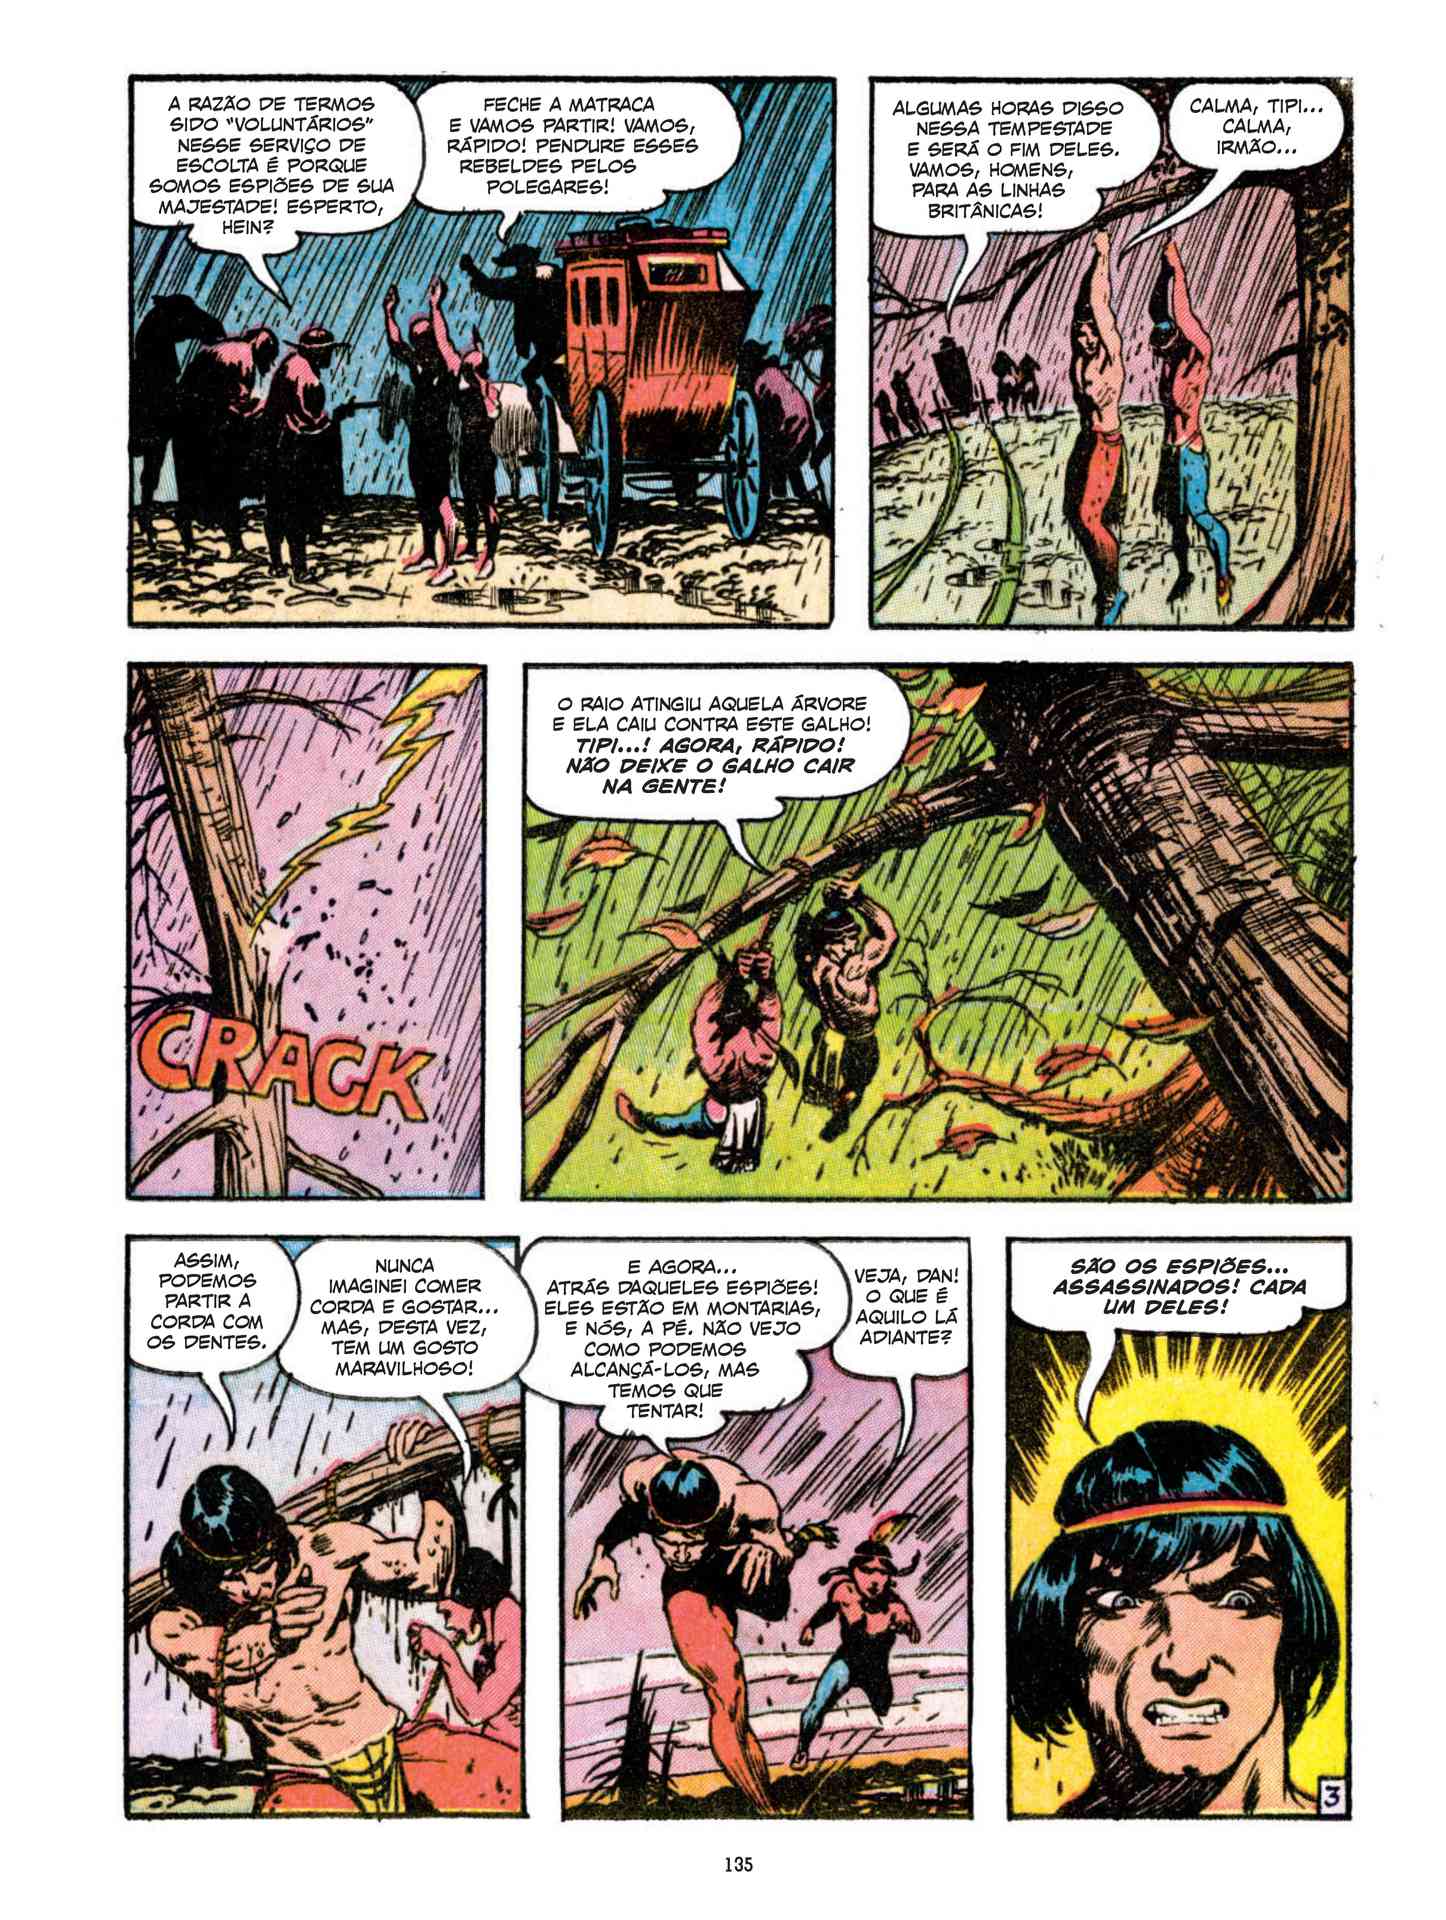 A RAZÃO DE TERMOS
SIDO "VOLUNTÁRIOS"
NESSE SERVIÇO DE
ESCOLTA É PORQUE
SOMOS ESPIÕES DE SUA
MAJESTADE! ESPERTO,
HEIN?
FECHE A MATRACA
E VAMOS PARTIR! VAMOS,
RÁPIDO! PENDURE ESSES
REBELDES PELOS
POLEGARES!
ALGUMAS HORAS DISSO
NESSA TEMPESTADE
E SERÁ O FIM DELES.
VAMOS, HOMENS,
PARA AS LINHAS
BRITÂNICAS!
CALMA, TIPI...
CALMA,
IRMÃO...
CRACK
O RAIO ATINGIU AQUELA ÁRVORE
E ELA CAIU CONTRA ESTE GALHO!
TIPI...! AGORA, RÁPIDO!
NÃO DEIXE O GALHO CAIR
NA GENTE!
ASSIM,
PODEMOS
PARTIR A
CORDA COM
OS DENTES.
NUNCA
IMAGINEI COMER
CORDA E GOSTAR...
MAS, DESTA VEZ,
TEM UM GOSTO
MARAVILHOSO!
E AGORA...
ATRÁS DAQUELES ESPIÕES!
ELES ESTÃO EM MONTARIAS,
E NÓS, A PÉ. NÃO VEJO
COMO PODEMOS
ALCANÇÁ-LOS, MAS
TEMOS QUE
TENTAR!
VEJA, DAN!
O QUE É
AQUILO LÁ
ADIANTE?
SÃO OS ESPIÕES...
ASSASSINADOS! CADA
UM DELES!
3
135